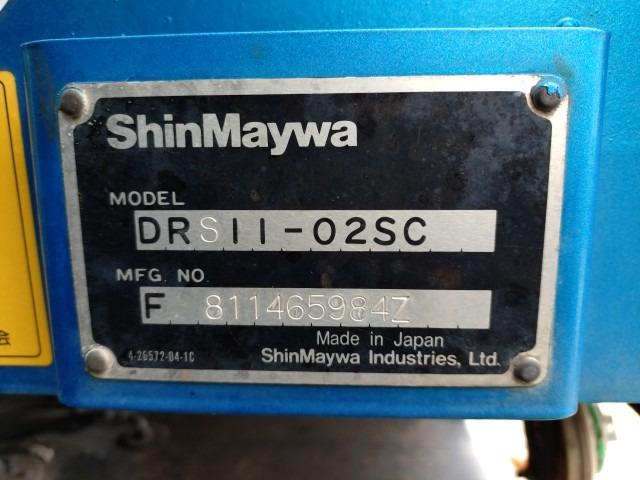 ShinMaywa
MODEL
DRS11-02SC
MFG. NO.
F 811465984Z
Made in Japan
4-26572-04-1C
ShinMaywa Industries, Ltd.